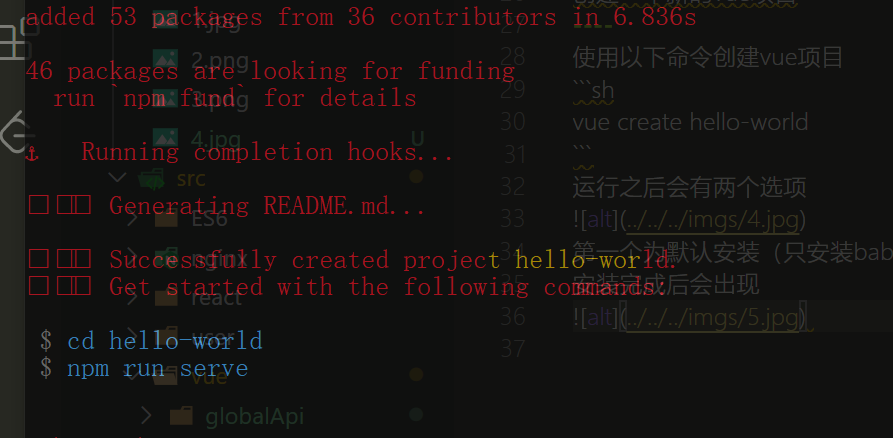 added 53 packages from 36 contributors in 6.836s
46 packages are looking for funding
run `npm fund` for details
Running completion hooks...
Generating README.md...
Successfully created project hello-world.
Get started with the following commands:
$ cd hello-world
$ npm run serve
1.jpg
2.png
3.png
4.jpg
U
src
ES6
nginx
react
user
vue
globalApi
28
使用以下命令创建vue项目
29
```sh
30
vue create hello-world
31
```
32
运行之后会有两个选项
33
![alt](../../../imgs/4.jpg)
34
第一个为默认安装（只安装bab
35
安装完成后会出现
36
![alt](../../../imgs/5.jpg)
37